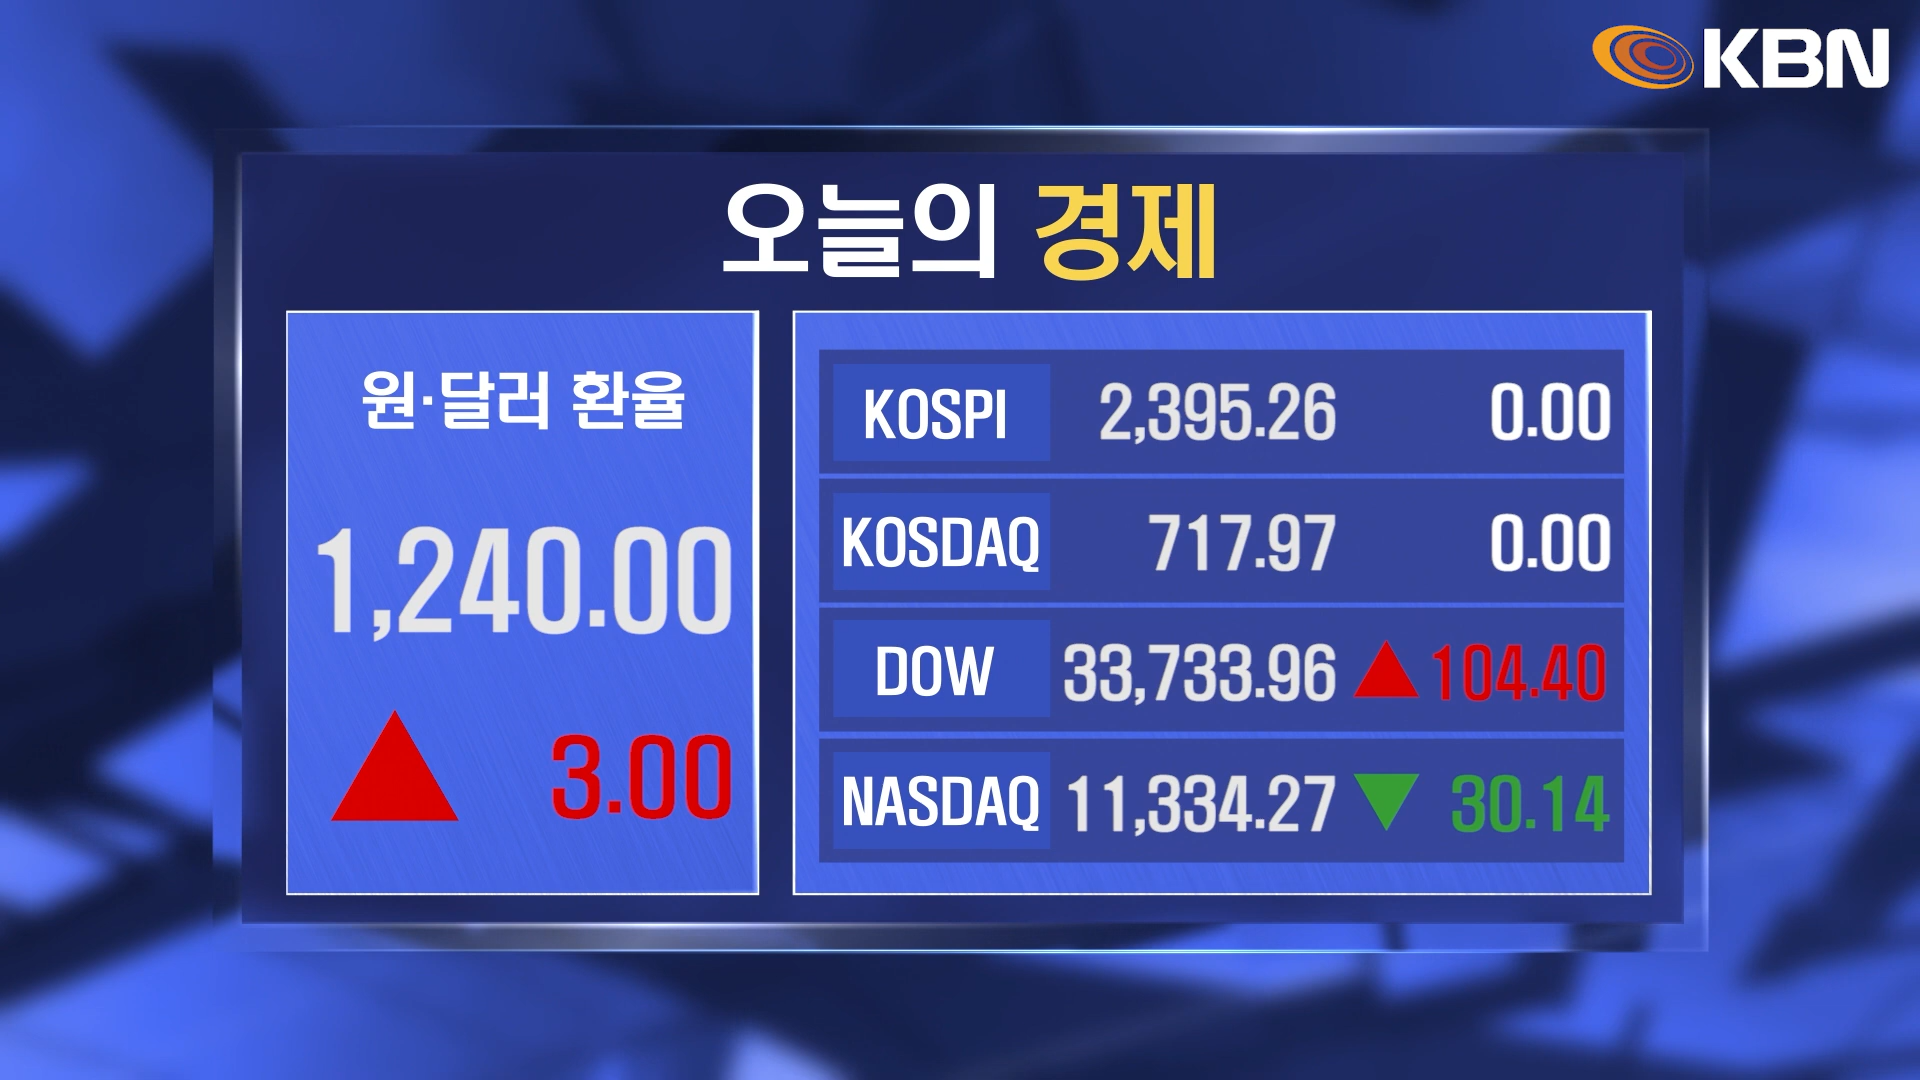 KBN
오늘의 경제
원·달러 환율
1,240.00
▲ 3.00
KOSPI 2,395.26 0.00
KOSDAQ 717.97 0.00
DOW 33,733.96 ▲ 104.40
NASDAQ 11,334.27 ▼ 30.14